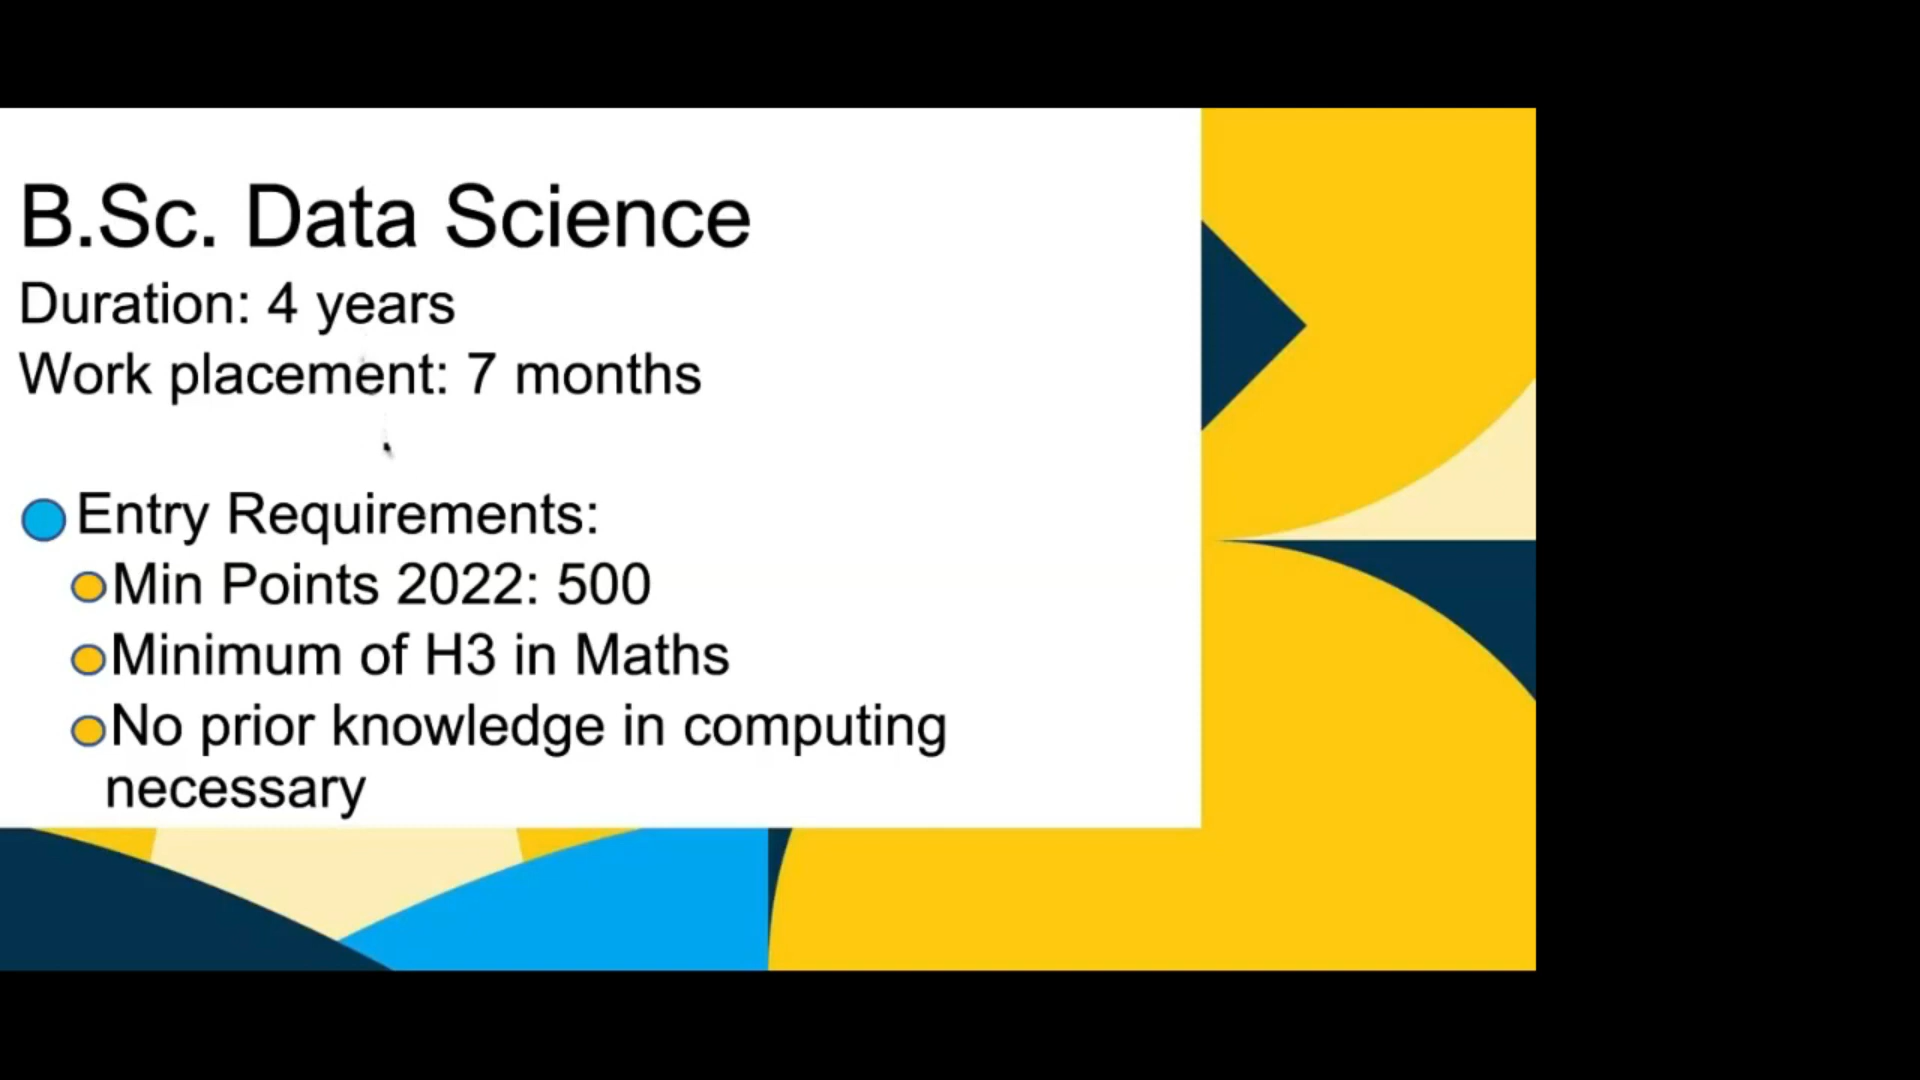 B.Sc. Data Science
Duration: 4 years
Work placement: 7 months
Entry Requirements:
Min Points 2022: 500
Minimum of H3 in Maths
No prior knowledge in computing
necessary